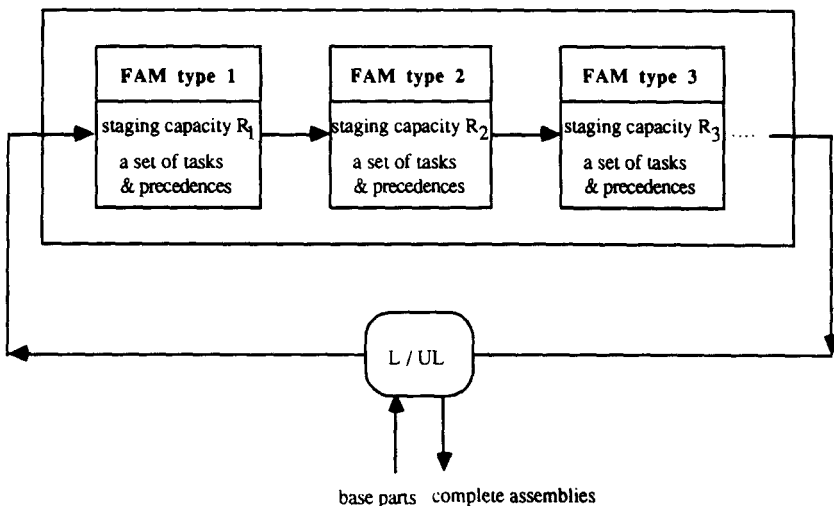 FAM type 1
FAM type 2
FAM type 3
staging capacity R1
staging capacity R2
staging capacity R3 ....
a set of tasks
& precedences
a set of tasks
& precedences
a set of tasks
& precedences
L / UL
base parts
complete assemblies